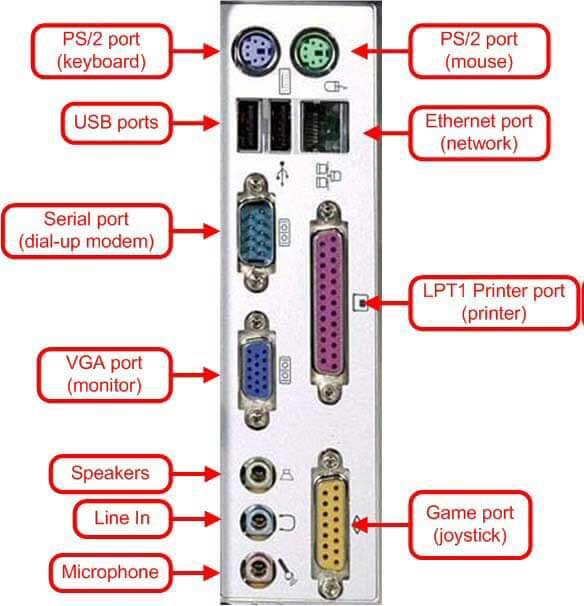 PS/2 port
(keyboard)
PS/2 port
(mouse)
USB ports
Ethernet port
(network)
Serial port
(dial-up modem)
LPT1 Printer port
(printer)
VGA port
(monitor)
Speakers
Line In
Game port
(joystick)
Microphone